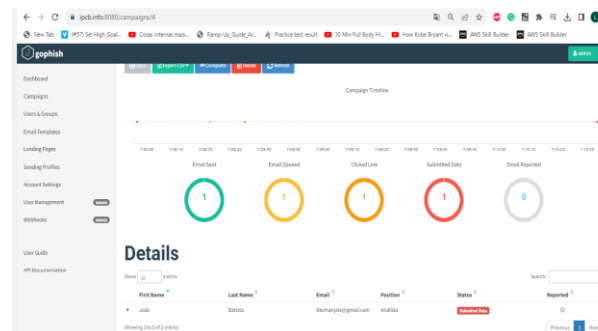 ipcb.info:8080/campaigns/4
New Tab (#57) Set High Goal... Coisas internas mais... Ramp-Up_Guide_Ar... Practice test result 30 Min Full Body HI... How Kobe Bryant w... AWS Skill Builder AWS Skill Builder
gophish admin
Export CSV Complete Delete Refresh
Dashboard
Campaigns
Users & Groups
Email Templates
Landing Pages
Sending Profiles
Account Settings
User Management Admin
Webhooks Admin
User Guide
API Documentation
Campaign Timeline
Email Sent Email Opened Clicked Link Submitted Data Email Reported
1 1 1 1 0
Details
Show 10 entries Search:
First Name Last Name Email Position Status Reported
João Batista Analista Submitted Data
Showing 1 to 1 of 1 entries Previous 1 Next